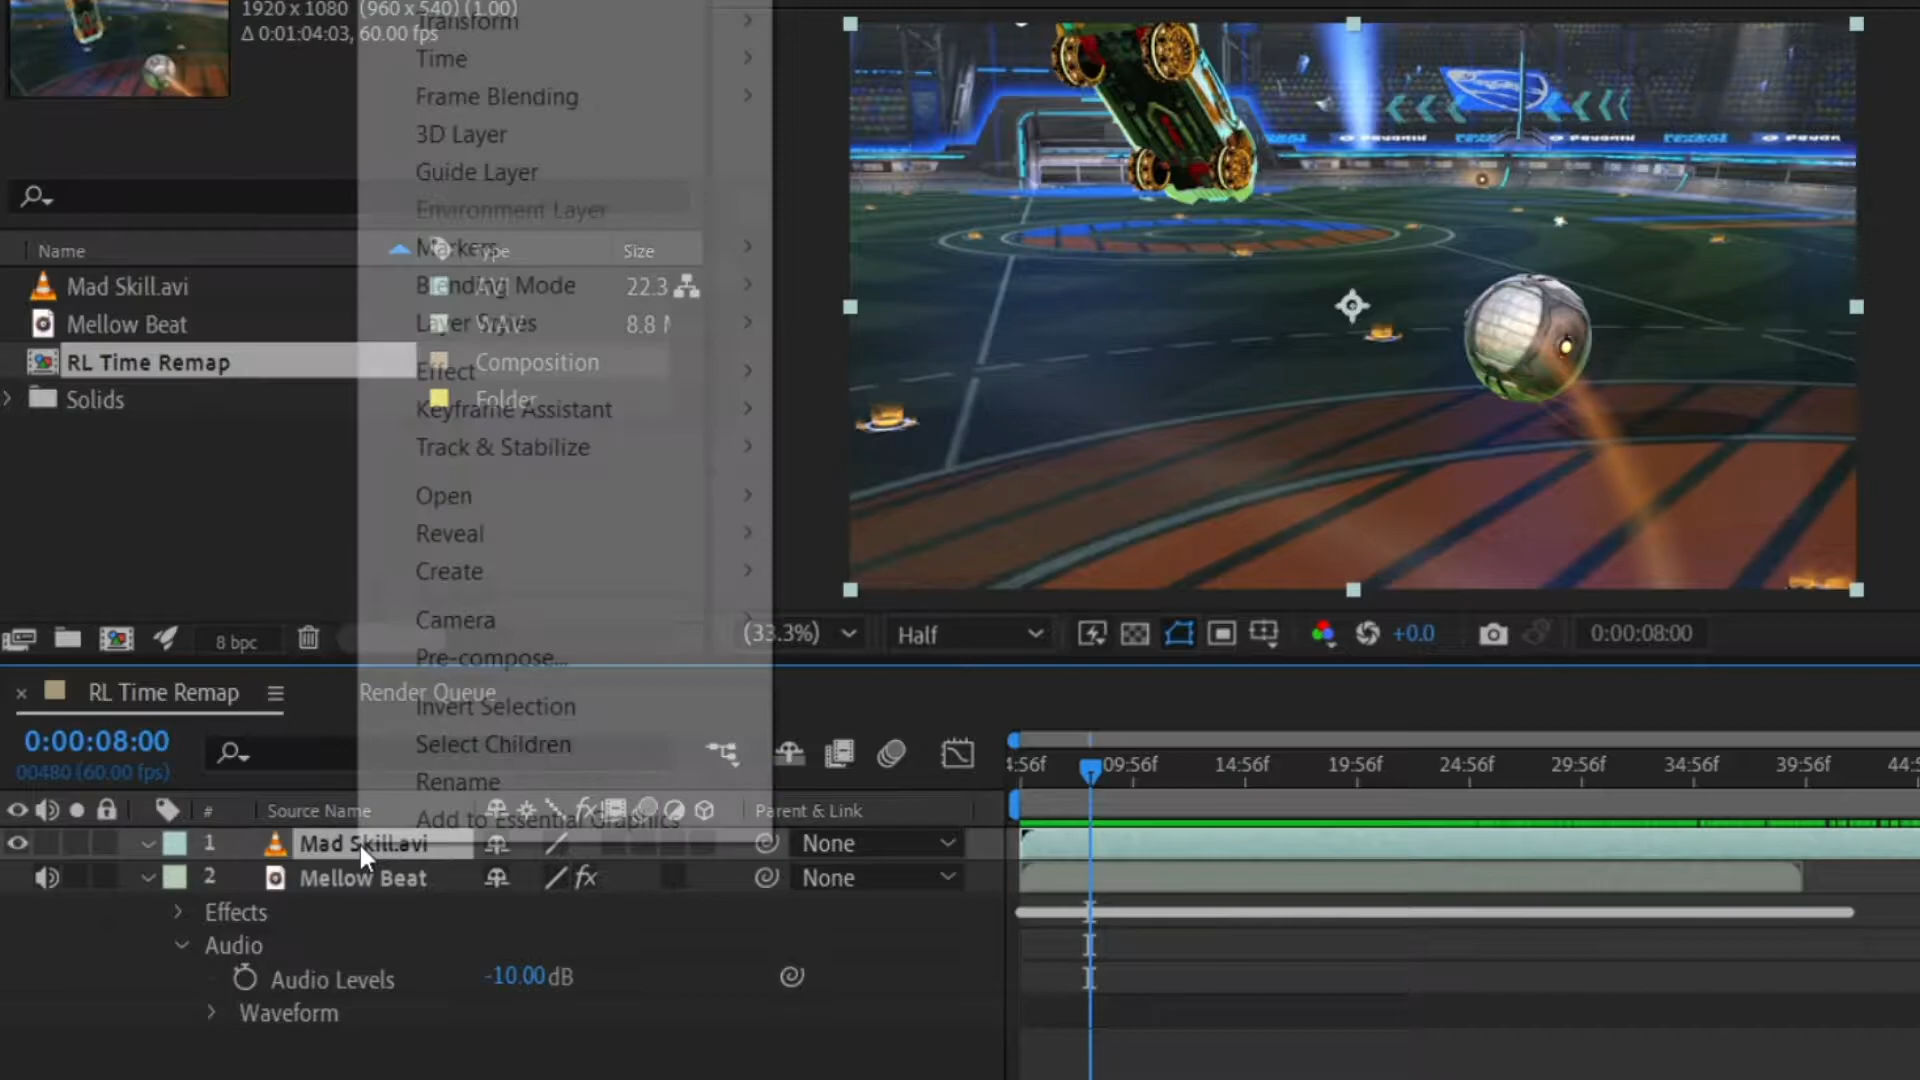 1920 x 1080 (960 x 540) (1.00)
Δ 0:01:04:03, 60.00 fps
Transform
Time
Frame Blending
3D Layer
Guide Layer
Environment Layer
Markers
Blending Mode
Layer Styles
Effect
Keyframe Assistant
Track & Stabilize
Open
Reveal
Create
Camera
Pre-compose...
Invert Selection
Select Children
Rename
Add to Essential Graphics
Name Type Size
Mad Skill.avi AVI 22.3
Mellow Beat WAV 8.8
RL Time Remap Composition
Solids Folder
8 bpc
(33.3%) Half +0.0 0:00:08:00
RL Time Remap Render Queue
0:00:08:00
00480 (60.00 fps)
4:56f 09:56f 14:56f 19:56f 24:56f 29:56f 34:56f 39:56f 44:5
# Source Name fx Parent & Link
1 Mad Skill.avi None
2 Mellow Beat fx None
Effects
Audio
Audio Levels -10.00 dB
Waveform